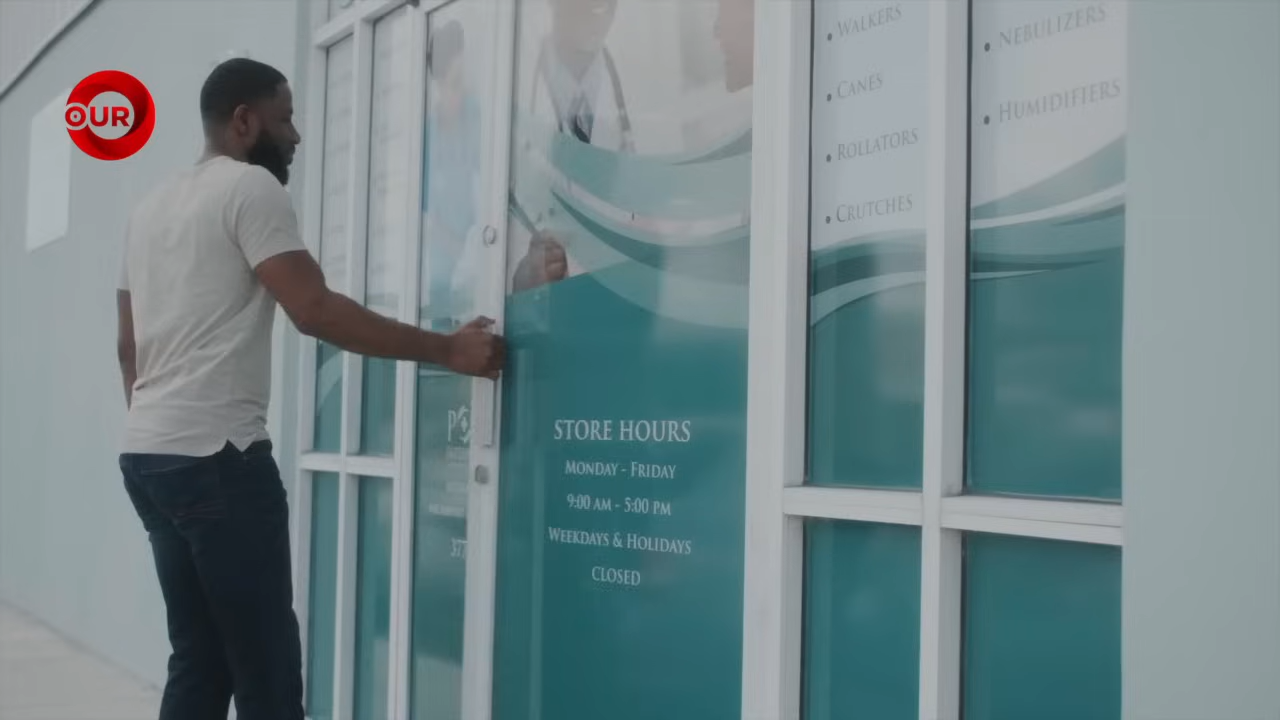 OUR
• WALKERS
• CANES
• ROLLATORS
• CRUTCHES
• NEBULIZERS
• HUMIDIFIERS
STORE HOURS
MONDAY - FRIDAY
9:00 AM - 5:00 PM
WEEKDAYS & HOLIDAYS
CLOSED